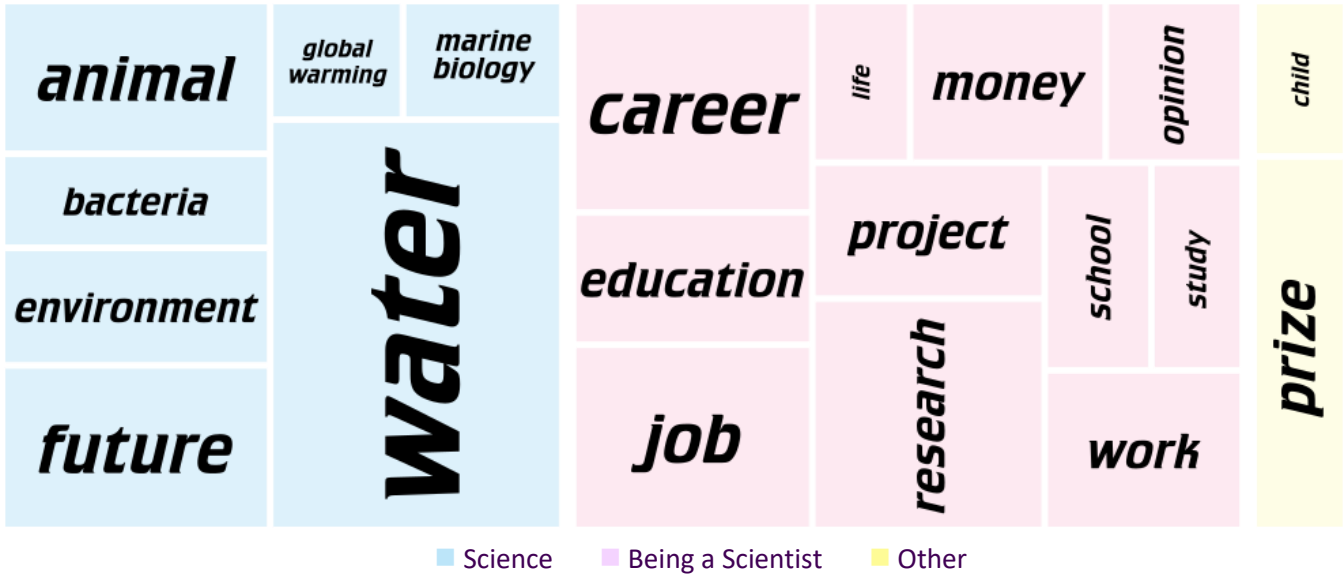 animal
bacteria
environment
future
global
warming
marine
biology
water
career
education
job
life
money
opinion
project
research
school
study
work
child
prize
Science
Being a Scientist
Other